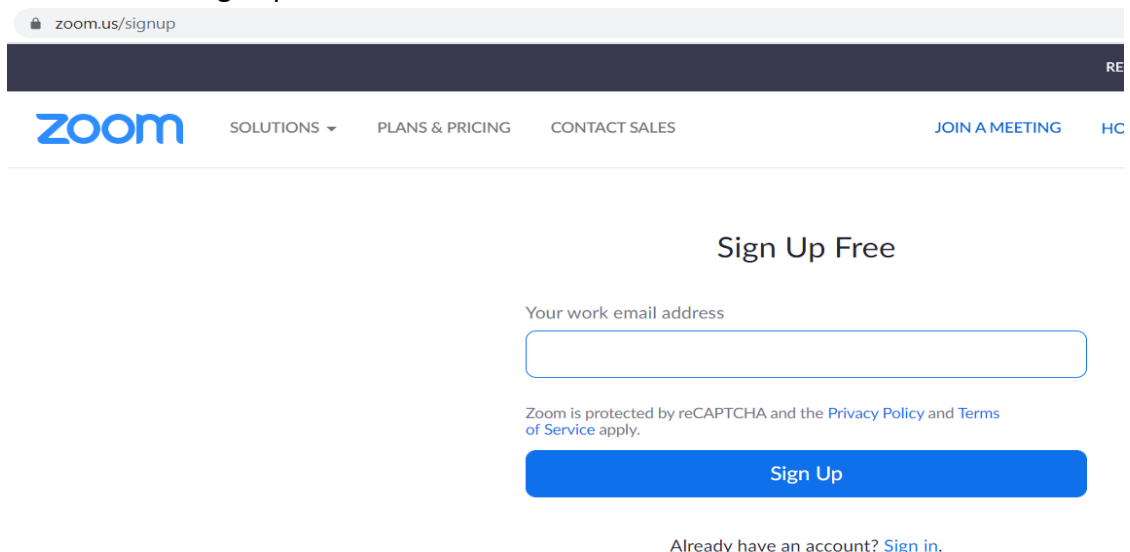 zoom.us/signup
RE
zoom SOLUTIONS PLANS & PRICING CONTACT SALES JOIN A MEETING HO
Sign Up Free
Your work email address
Zoom is protected by reCAPTCHA and the Privacy Policy and Terms
of Service apply.
Sign Up
Already have an account? Sign in.